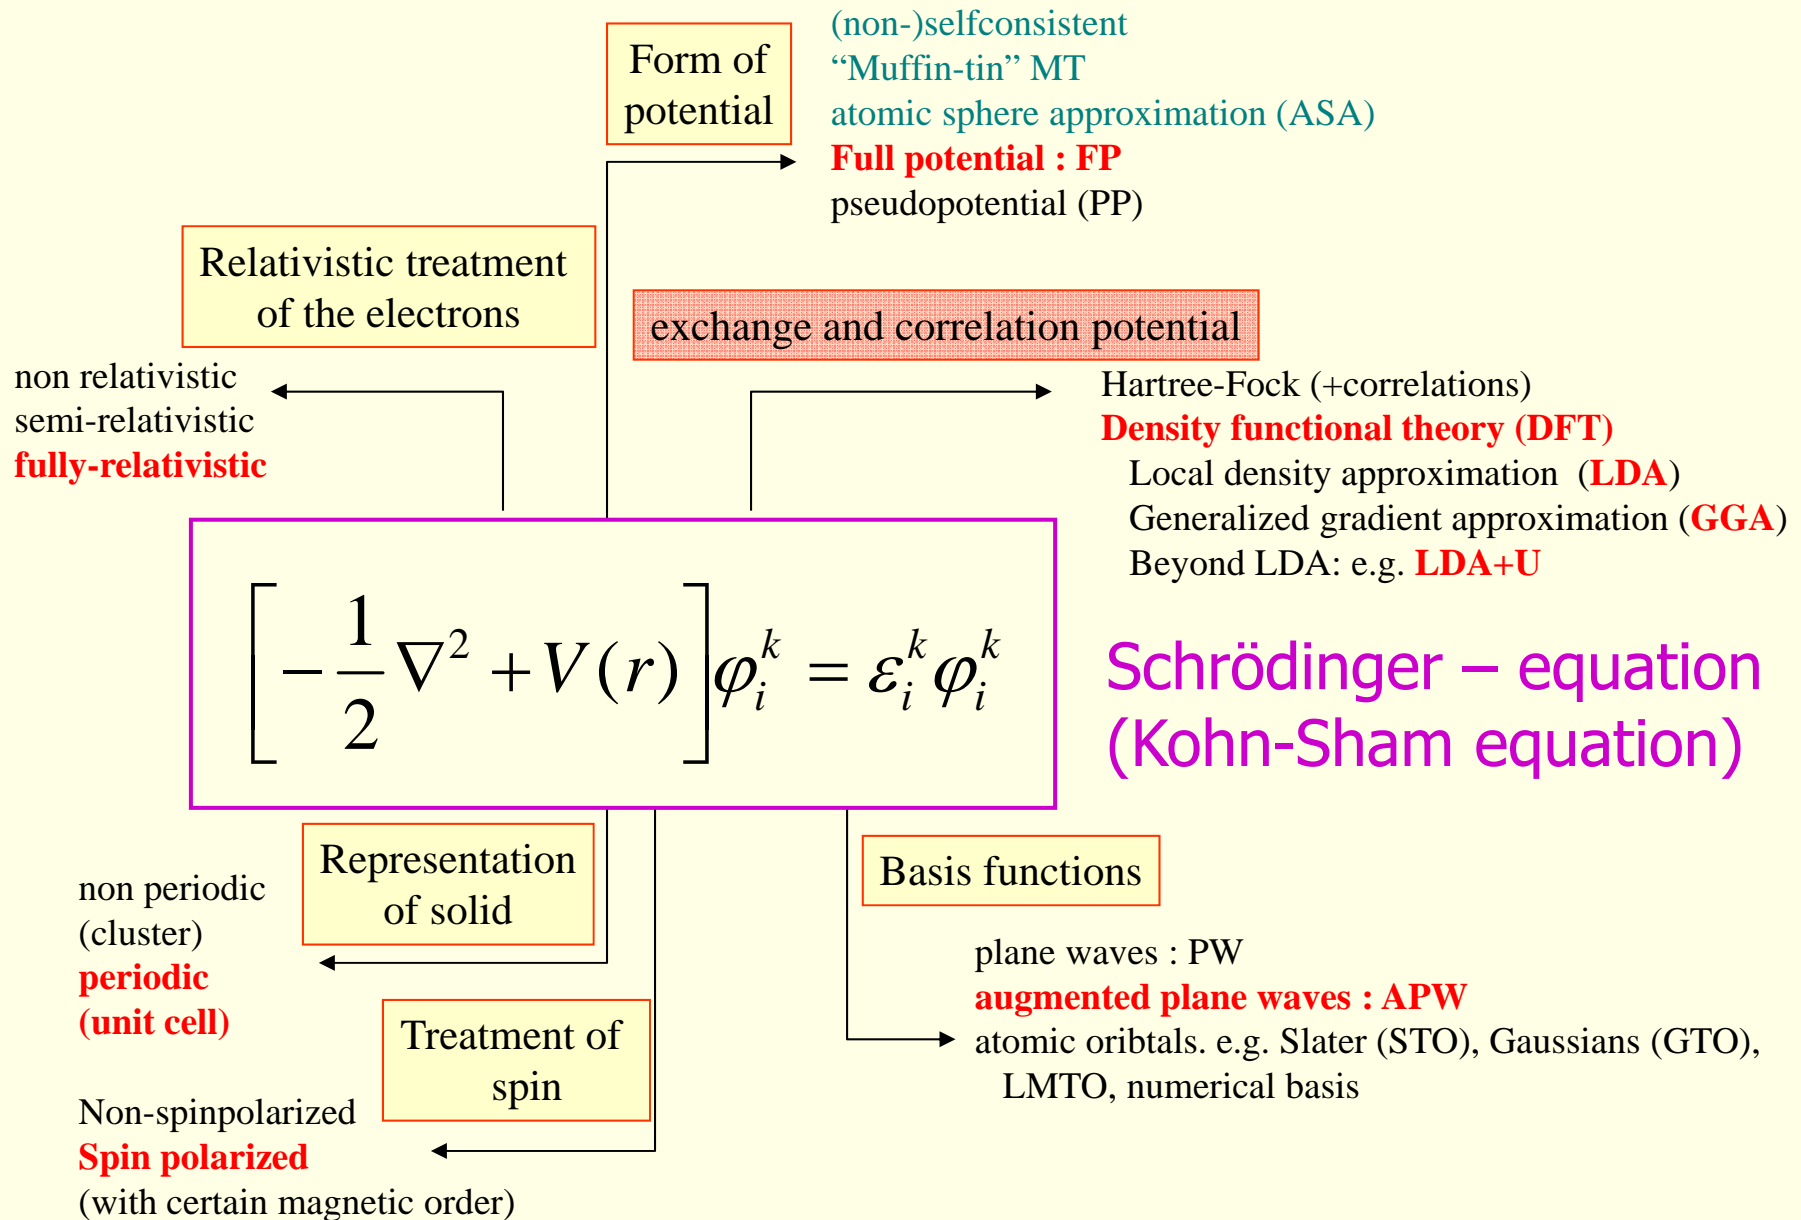 Form of
potential
(non-)selfconsistent
“Muffin-tin” MT
atomic sphere approximation (ASA)
Full potential : FP
pseudopotential (PP)
Relativistic treatment
of the electrons
non relativistic
semi-relativistic
fully-relativistic
exchange and correlation potential
Hartree-Fock (+correlations)
Density functional theory (DFT)
Local density approximation (LDA)
Generalized gradient approximation (GGA)
Beyond LDA: e.g. LDA+U
[-\frac{1}{2}∇² + V(r)]φ_i^k = ε_i^k φ_i^k
Schrödinger – equation
(Kohn-Sham equation)
Representation
of solid
non periodic
(cluster)
periodic
(unit cell)
Treatment of
spin
Non-spinpolarized
Spin polarized
(with certain magnetic order)
Basis functions
plane waves : PW
augmented plane waves : APW
atomic oribtals. e.g. Slater (STO), Gaussians (GTO),
LMTO, numerical basis